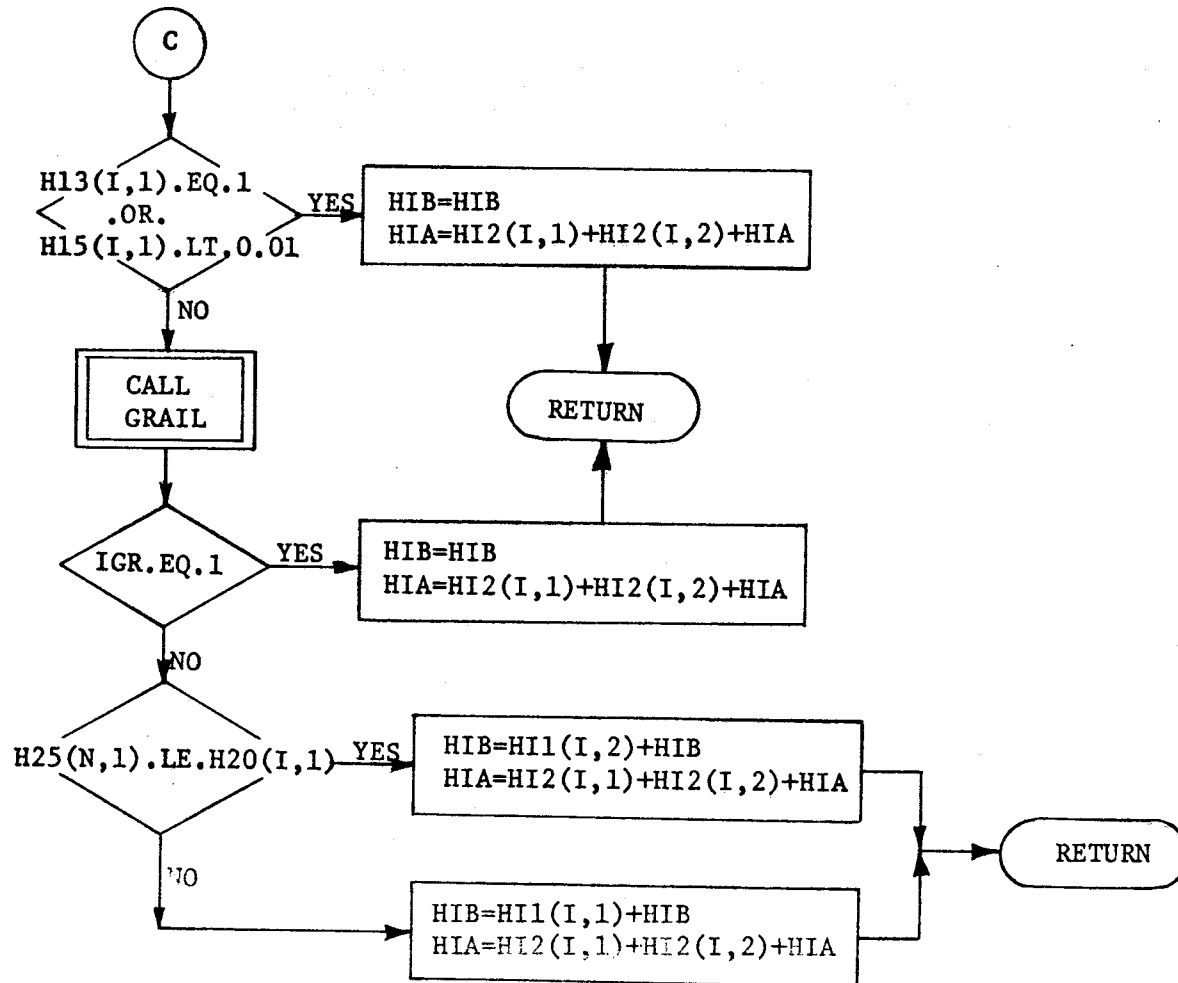 C
H13(I,1).EQ.1
.OR.
H15(I,1).LT.0.01
YES
HIB=HIB
HIA=HI2(I,1)+HI2(I,2)+HIA
NO
CALL
GRAIL
RETURN
IGR.EQ.1
YES
HIB=HIB
HIA=HI2(I,1)+HI2(I,2)+HIA
NO
H25(N,1).LE.H20(I,1)
YES
HIB=HI1(I,2)+HIB
HIA=HI2(I,1)+HI2(I,2)+HIA
RETURN
NO
HIB=HI1(I,1)+HIB
HIA=HI2(I,1)+HI2(I,2)+HIA